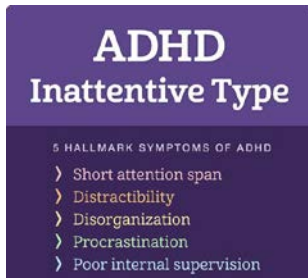 ADHD
Inattentive Type
5 HALLMARK SYMPTOMS OF ADHD
❭ Short attention span
❭ Distractibility
❭ Disorganization
❭ Procrastination
❭ Poor internal supervision